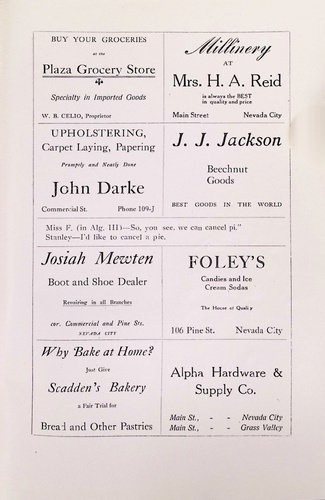 BUY YOUR GROCERIES
at the
Plaza Grocery Store
Specialty in Imported Goods
W. B. CELIO, Proprietor
Millinery
AT
Mrs. H. A. Reid
is always the BEST
in quality and price
Main Street Nevada City
UPHOLSTERING,
Carpet Laying, Papering
Promptly and Neatly Done
John Darke
Commercial St. Phone 109-J
J. J. Jackson
Beechnut
Goods
BEST GOODS IN THE WORLD
Miss F. (in Alg. III)—So, you see, we can cancel pi."
Stanley—I'd like to cancel a pie.
Josiah Mewten
Boot and Shoe Dealer
Repairing in all Branches
cor. Commercial and Pine Sts.
NEVADA CITY
FOLEY'S
Candies and Ice
Cream Sodas
The House of Quality
106 Pine St. Nevada City
Why Bake at Home?
Just Give
Scadden's Bakery
a Fair Trial for
Bread and Other Pastries
Alpha Hardware &
Supply Co.
Main St., - - Nevada City
Main St., - - Grass Valley